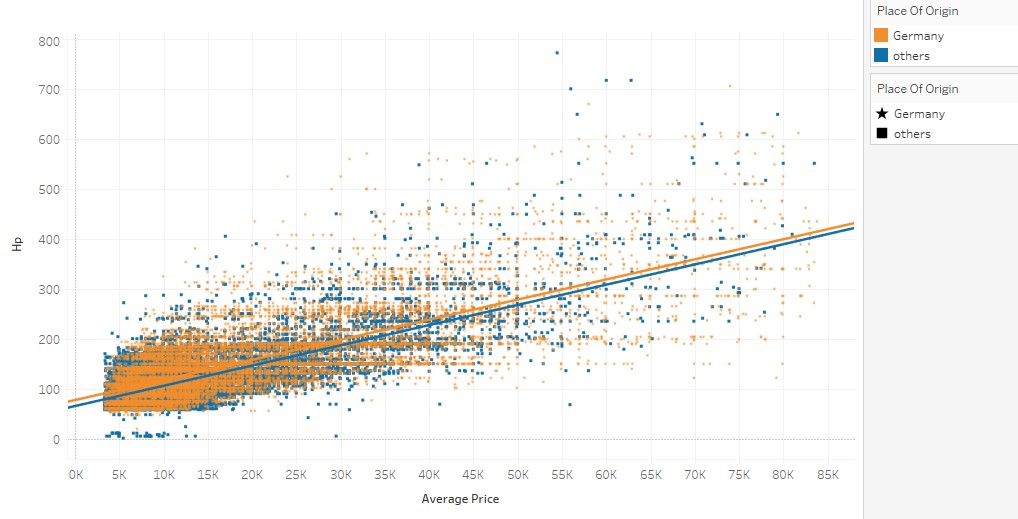 Place Of Origin
Germany
others
Place Of Origin
Germany
others
800
700
600
500
400
300
200
100
0
Hp
0K 5K 10K 15K 20K 25K 30K 35K 40K 45K 50K 55K 60K 65K 70K 75K 80K 85K
Average Price